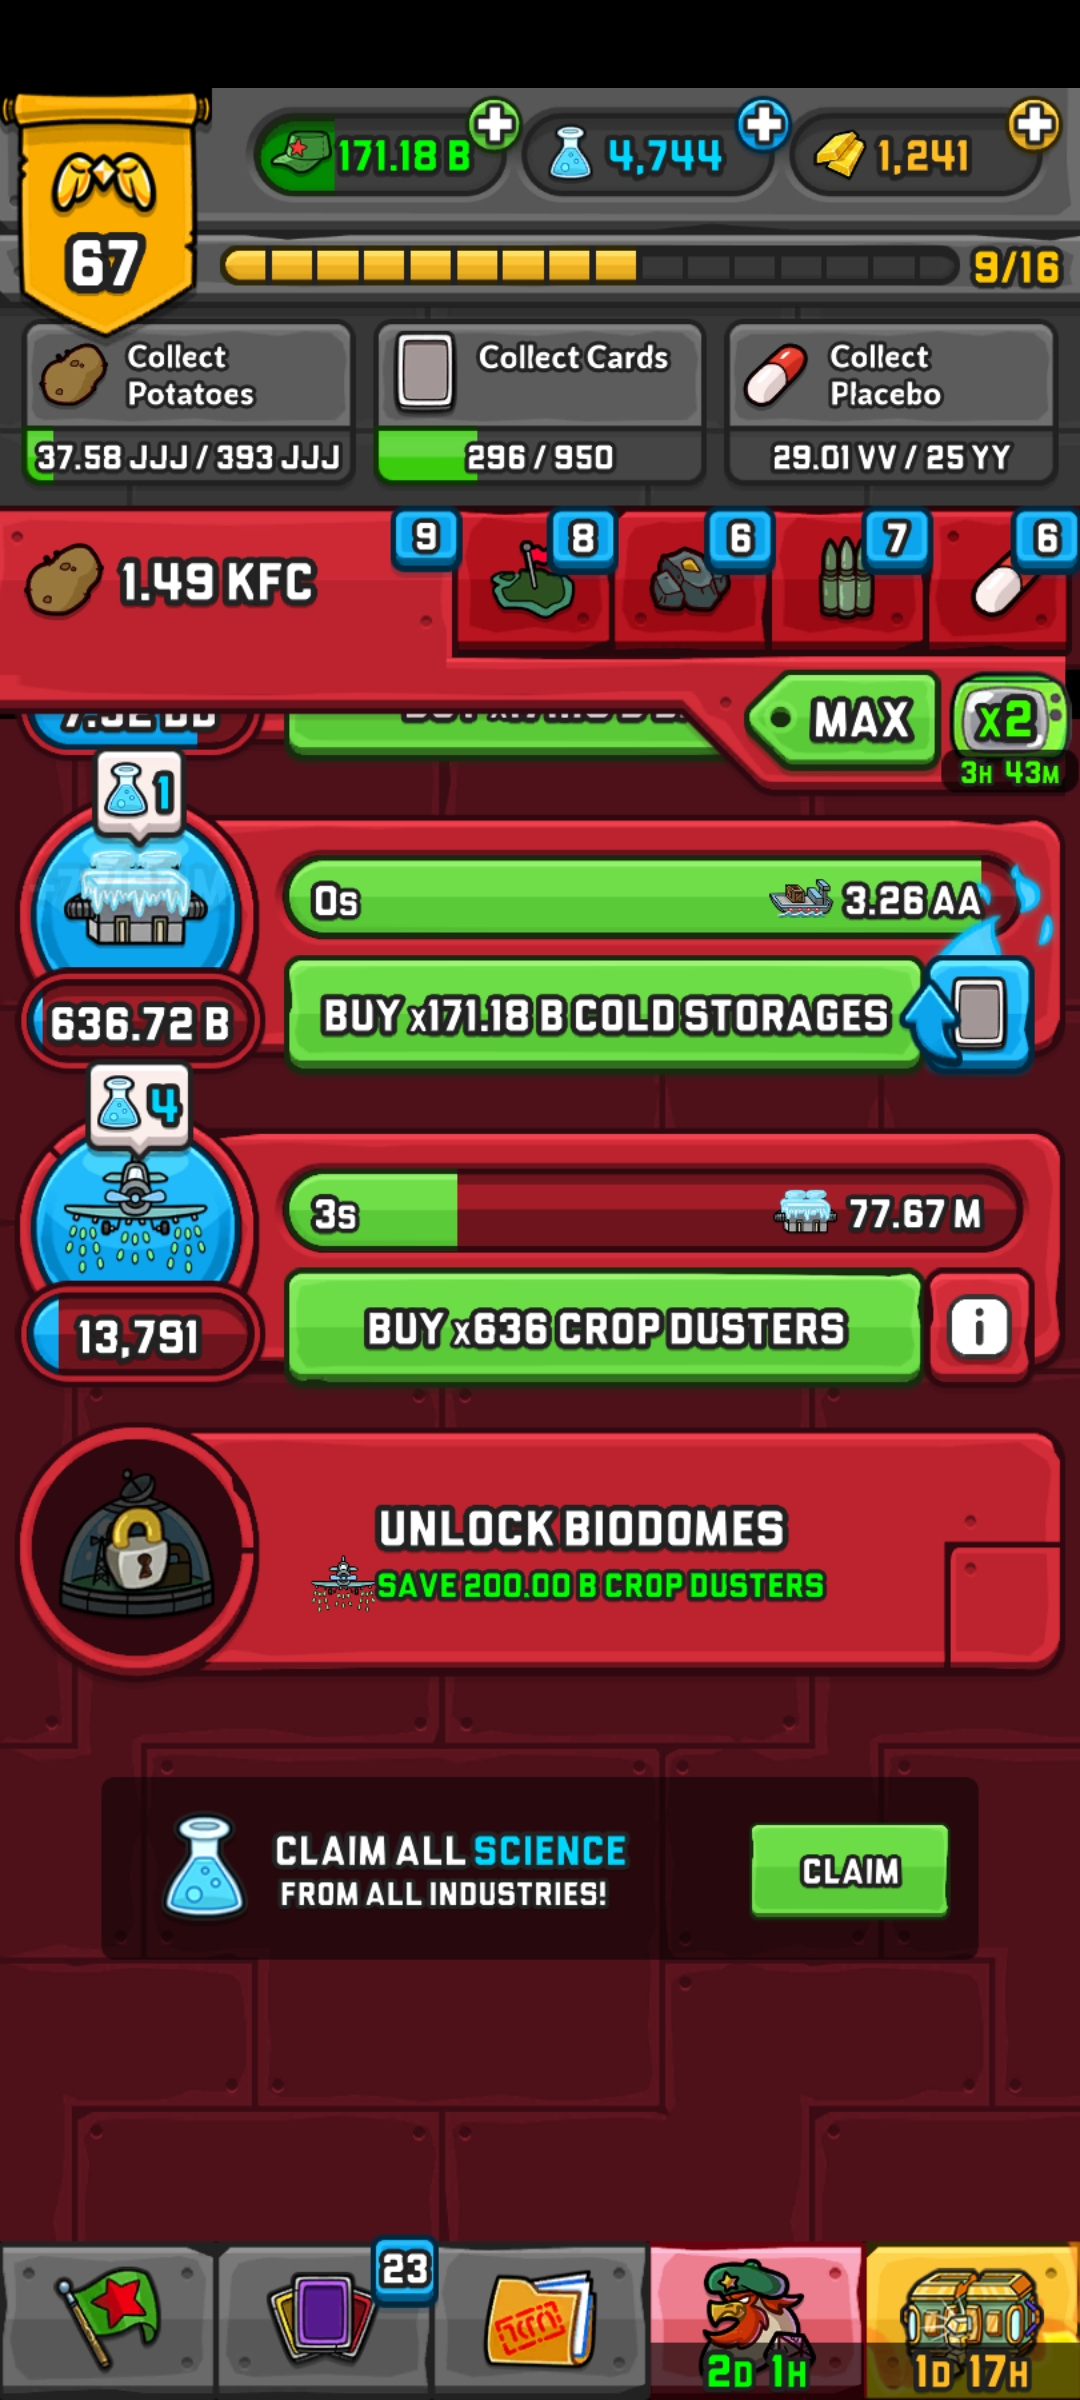 171.18 B
4,744
1,241
67
9/16
Collect
Potatoes
Collect Cards
Collect
Placebo
37.58 JJJ / 393 JJJ
296 / 950
29.01 VV / 25 YY
1.49 KFC
9
8
6
7
6
MAX
x2
3H 43M
1
0s
3.26 AA
636.72 B
BUY x171.18 B COLD STORAGES
4
3s
77.67 M
13,791
BUY x636 CROP DUSTERS
i
UNLOCK BIODOMES
SAVE 200.00 B CROP DUSTERS
CLAIM ALL SCIENCE
FROM ALL INDUSTRIES!
CLAIM
23
2D 1H
1D 17H